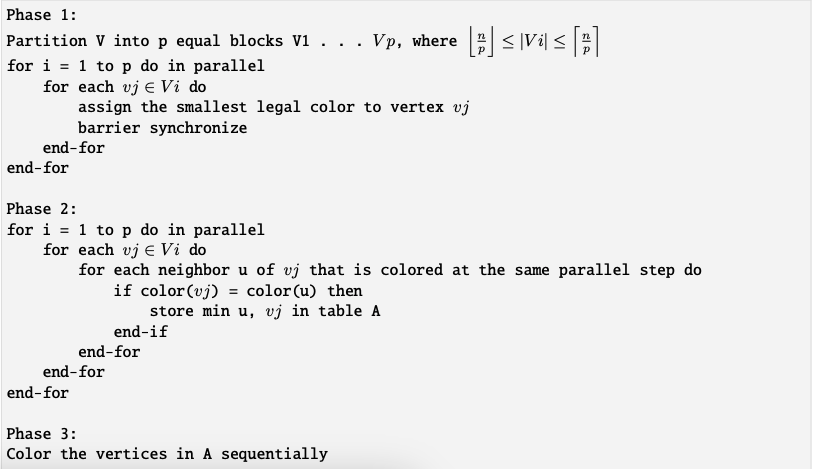 Phase 1:
Partition V into p equal blocks V1 . . . Vp, where ⌊n/p⌋ ≤ |Vi| ≤ ⌈n/p⌉
for i = 1 to p do in parallel
for each vj ∈ Vi do
assign the smallest legal color to vertex vj
barrier synchronize
end-for
end-for
Phase 2:
for i = 1 to p do in parallel
for each vj ∈ Vi do
for each neighbor u of vj that is colored at the same parallel step do
if color(vj) = color(u) then
store min u, vj in table A
end-if
end-for
end-for
end-for
Phase 3:
Color the vertices in A sequentially